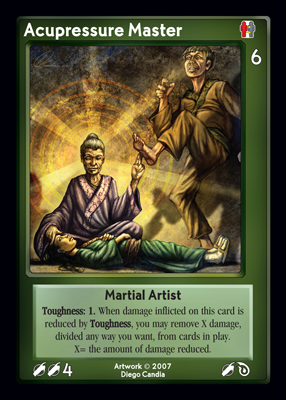 Acupressure Master
6
Martial Artist
Toughness: 1. When damage inflicted on this card is
reduced by Toughness, you may remove X damage,
divided any way you want, from cards in play.
X= the amount of damage reduced.
4
Artwork © 2007
Diego Candia